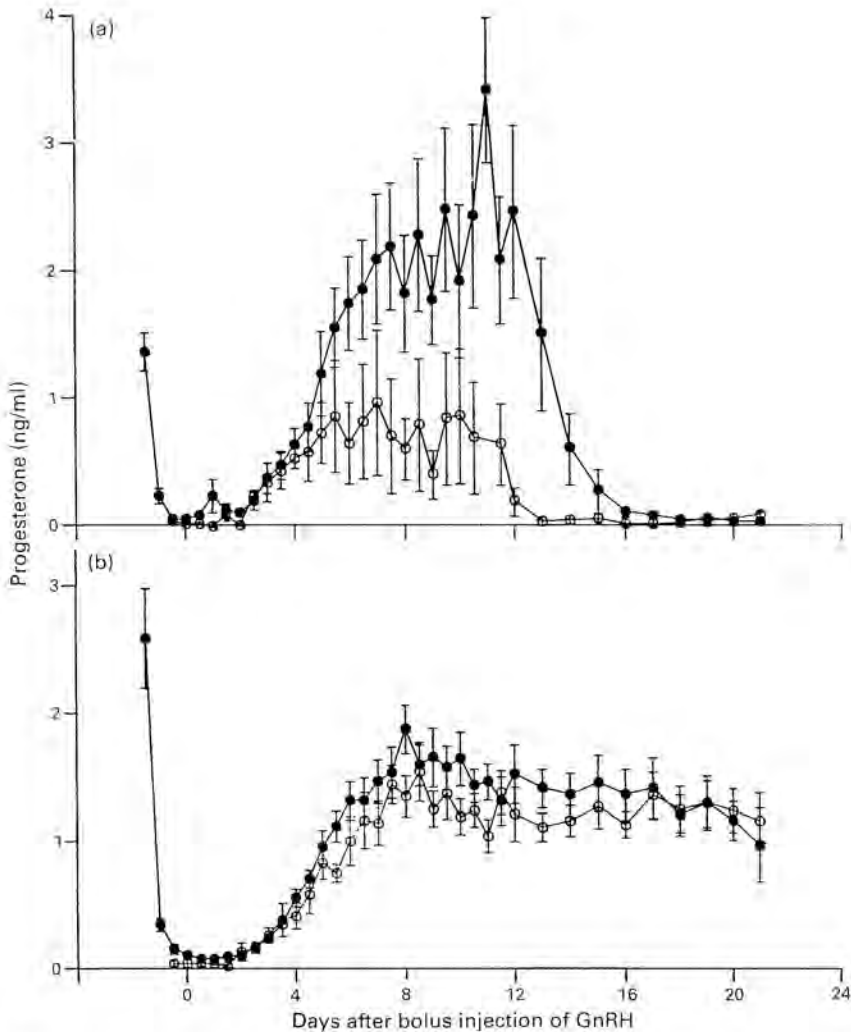 4
(a)
3
2
1
0
Progesterone (ng/ml)
(b)
3
2
1
0
0 4 8 12 16 20 24
Days after bolus injection of GnRH